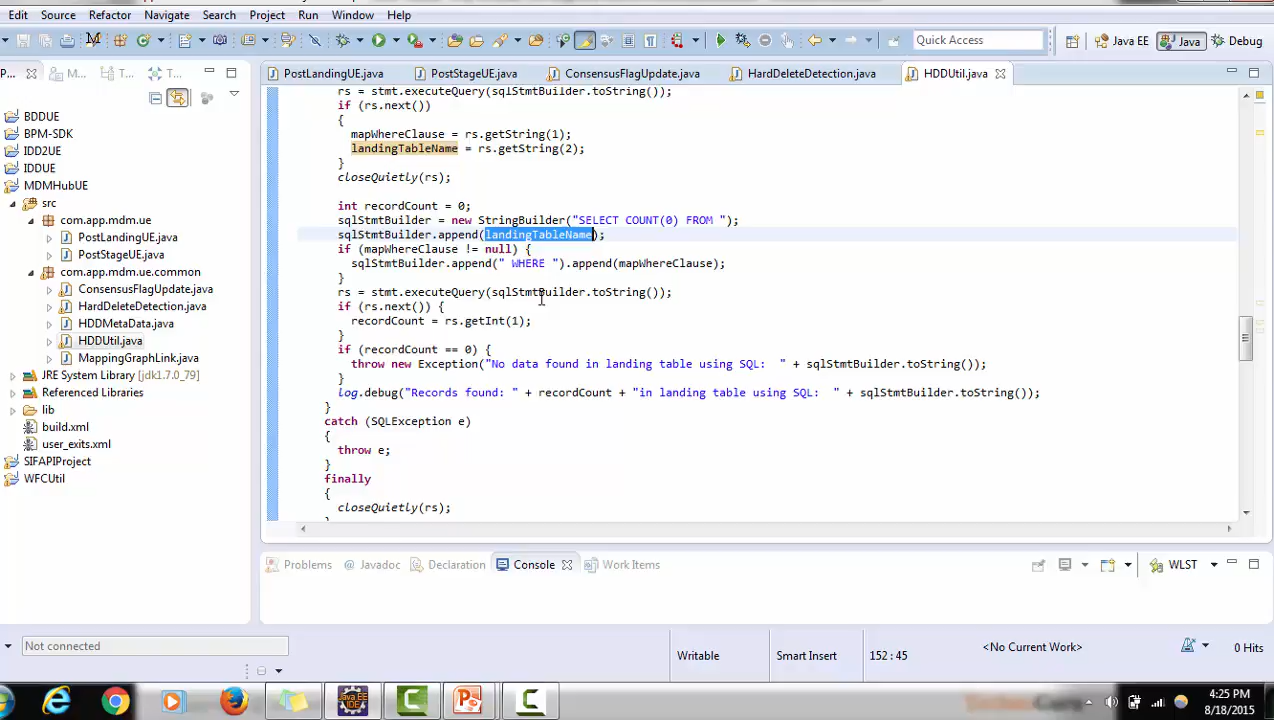 Edit Source Refactor Navigate Search Project Run Window Help
Quick Access
Java EE
Java
Debug
P...
M...
T...
T...
PostLandingUE.java
PostStageUE.java
ConsensusFlagUpdate.java
HardDeleteDetection.java
HDDUtil.java
BDDUE
BPM-SDK
IDD2UE
IDDUE
MDMHubUE
src
com.app.mdm.ue
PostLandingUE.java
PostStageUE.java
com.app.mdm.ue.common
ConsensusFlagUpdate.java
HardDeleteDetection.java
HDDMetaData.java
HDDUtil.java
MappingGraphLink.java
JRE System Library [jdk1.7.0_79]
Referenced Libraries
lib
build.xml
user_exits.xml
SIFAPIProject
WFCUtil
rs = stmt.executeQuery(sqlStmtBuilder.toString());
if (rs.next())
{
mapWhereClause = rs.getString(1);
landingTableName = rs.getString(2);
}
closeQuietly(rs);
int recordCount = 0;
sqlStmtBuilder = new StringBuilder("SELECT COUNT(0) FROM ");
sqlStmtBuilder.append(landingTableName);
if (mapWhereClause != null) {
sqlStmtBuilder.append(" WHERE ").append(mapWhereClause);
}
rs = stmt.executeQuery(sqlStmtBuilder.toString());
if (rs.next()) {
recordCount = rs.getInt(1);
}
if (recordCount == 0) {
throw new Exception("No data found in landing table using SQL:  " + sqlStmtBuilder.toString());
}
log.debug("Records found: " + recordCount + "in landing table using SQL:  " + sqlStmtBuilder.toString());
}
catch (SQLException e)
{
throw e;
}
finally
{
closeQuietly(rs);
Problems
Javadoc
Declaration
Console
Work Items
WLST
Not connected
Writable
Smart Insert
152 : 45
<No Current Work>
0 Hits
Java EE
IDE
4:25 PM
8/18/2015